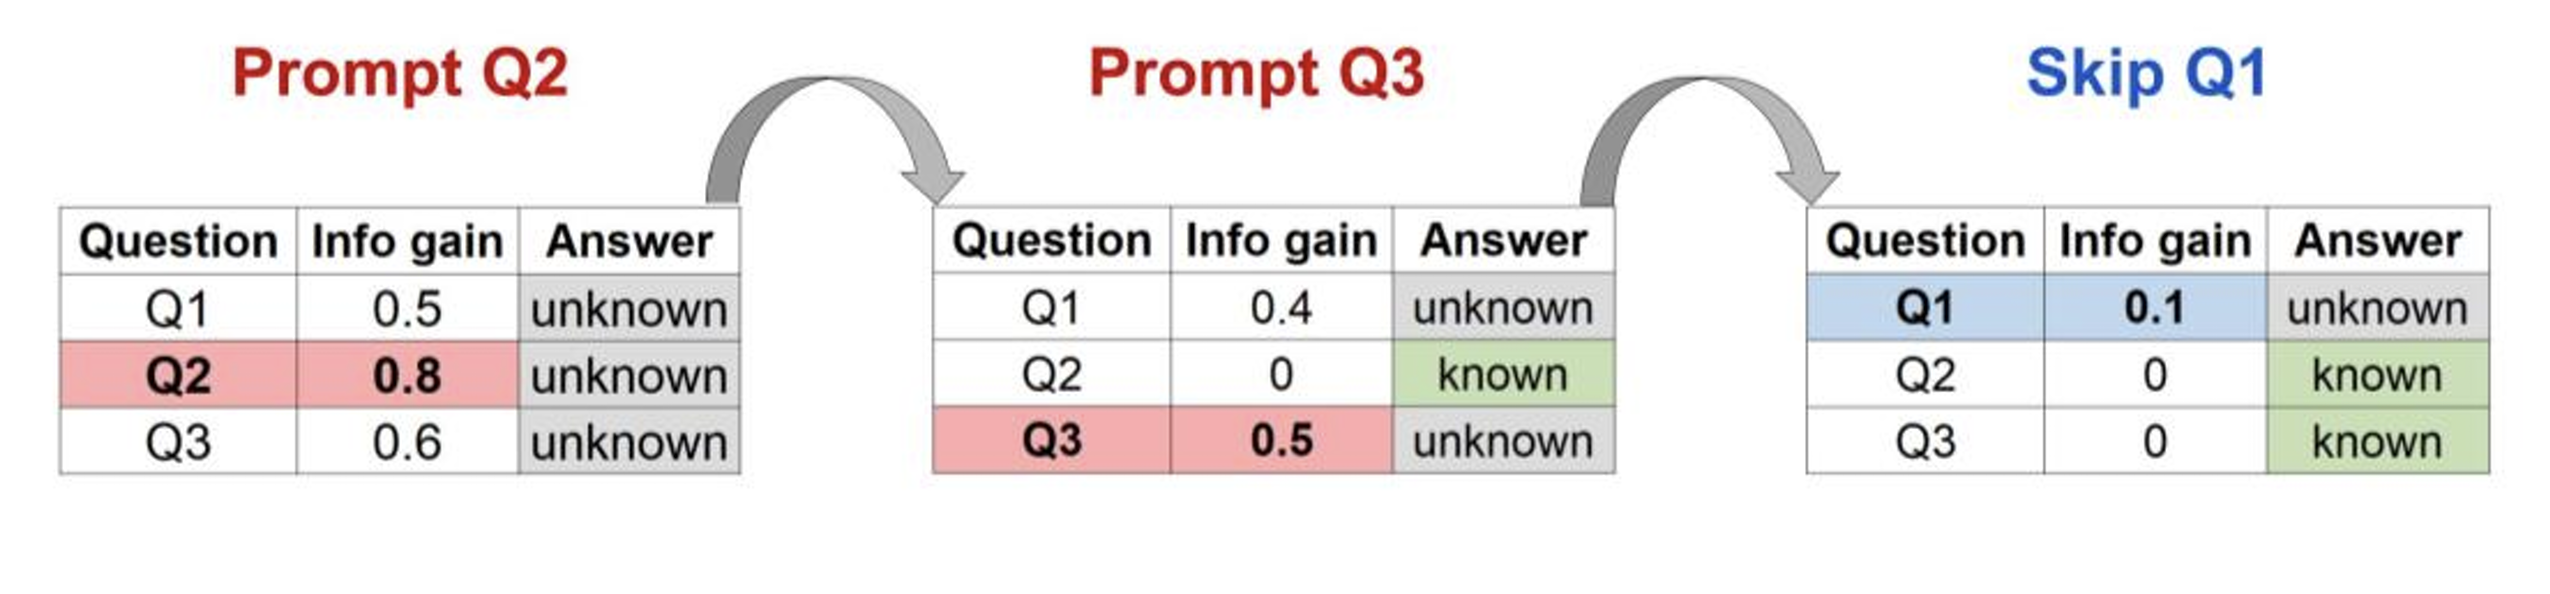 Prompt Q2
Question Info gain Answer
Q1 0.5 unknown
Q2 0.8 unknown
Q3 0.6 unknown
Prompt Q3
Question Info gain Answer
Q1 0.4 unknown
Q2 0 known
Q3 0.5 unknown
Skip Q1
Question Info gain Answer
Q1 0.1 unknown
Q2 0 known
Q3 0 known